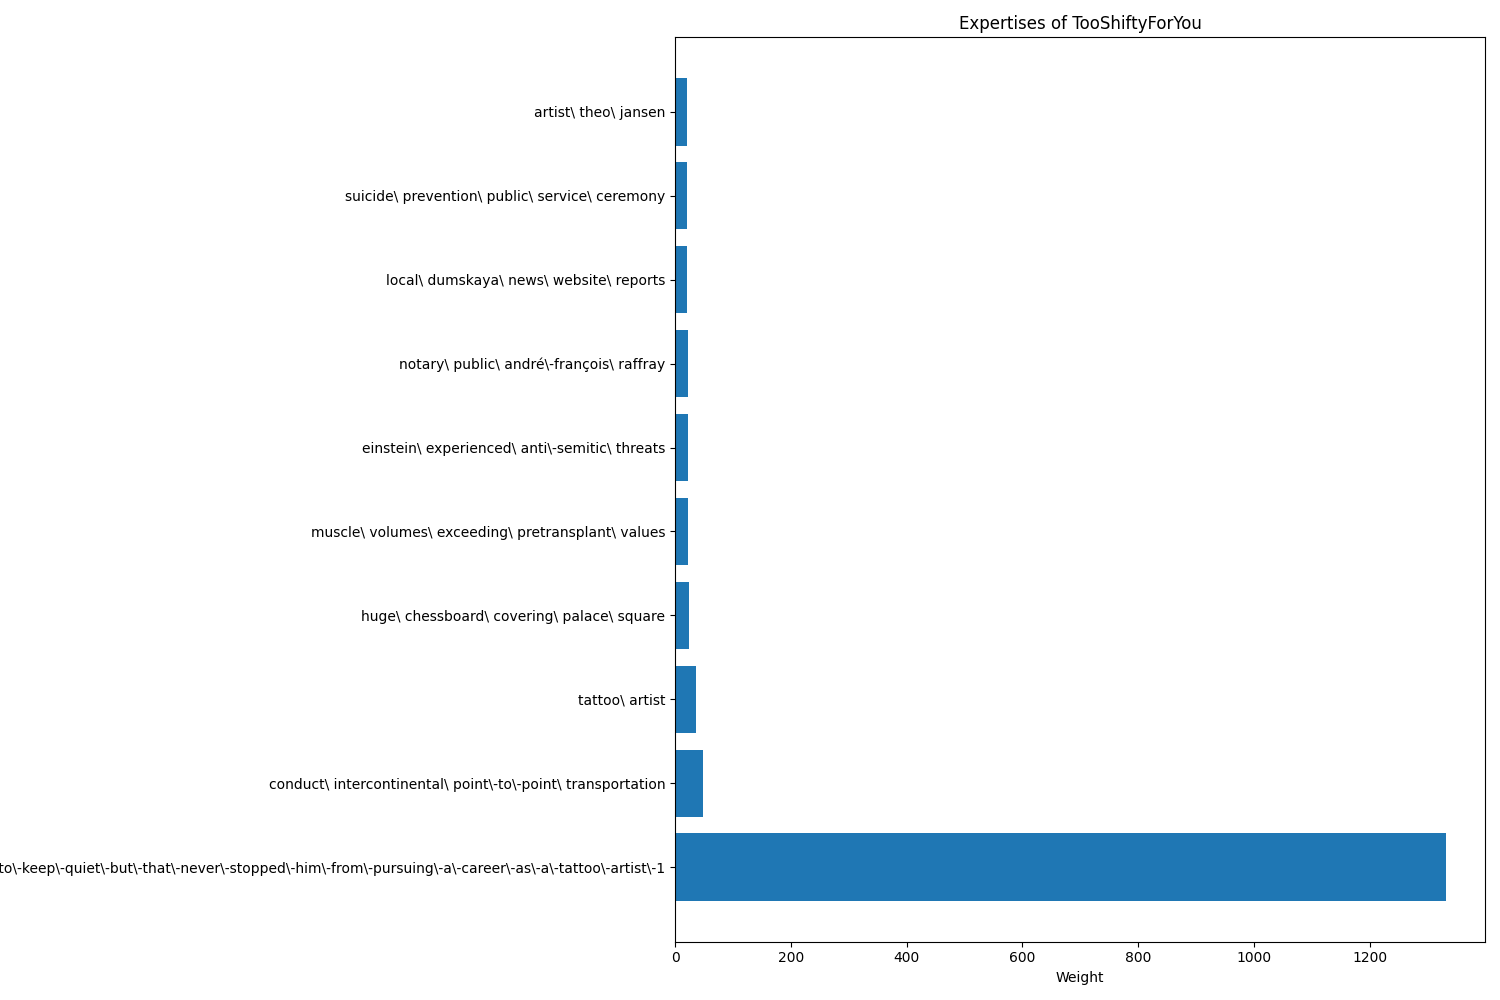 Expertises of TooShiftyForYou
artist\ theo\ jansen
suicide\ prevention\ public\ service\ ceremony
local\ dumskaya\ news\ website\ reports
notary\ public\ andré\-françois\ raffray
einstein\ experienced\ anti\-semitic\ threats
muscle\ volumes\ exceeding\ pretransplant\ values
huge\ chessboard\ covering\ palace\ square
tattoo\ artist
conduct\ intercontinental\ point\-to\-point\ transportation
to\-keep\-quiet\-but\-that\-never\-stopped\-him\-from\-pursuing\-a\-career\-as\-a\-tattoo\-artist\-1
0 200 400 600 800 1000 1200
Weight